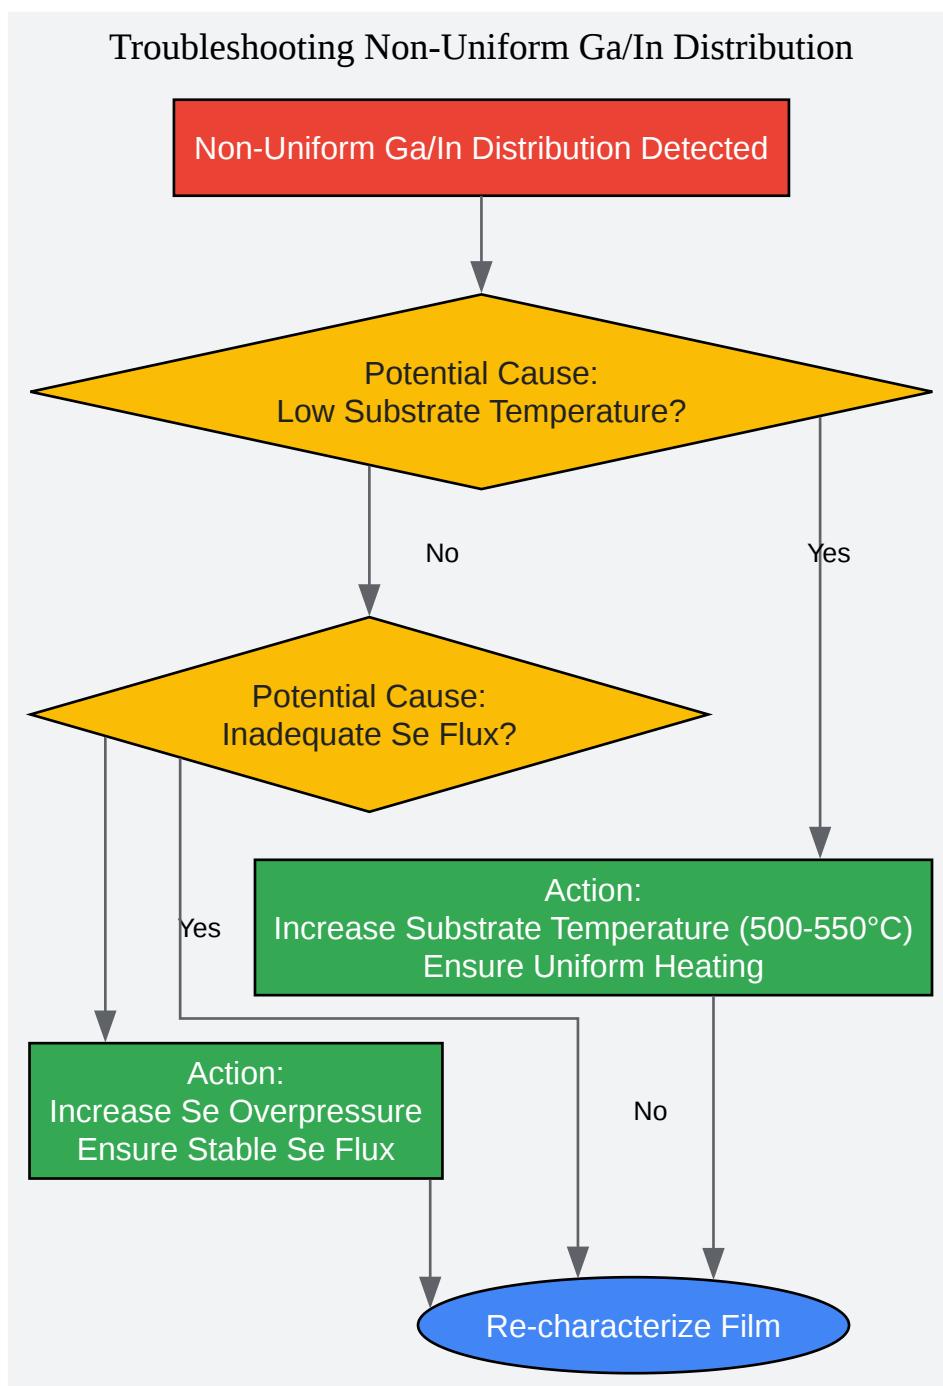 Troubleshooting Non-Uniform Ga/In Distribution
Non-Uniform Ga/In Distribution Detected
Potential Cause:
Low Substrate Temperature?
No
Yes
Potential Cause:
Inadequate Se Flux?
Action:
Increase Substrate Temperature (500-550°C)
Ensure Uniform Heating
Yes
Action:
Increase Se Overpressure
Ensure Stable Se Flux
No
Re-characterize Film